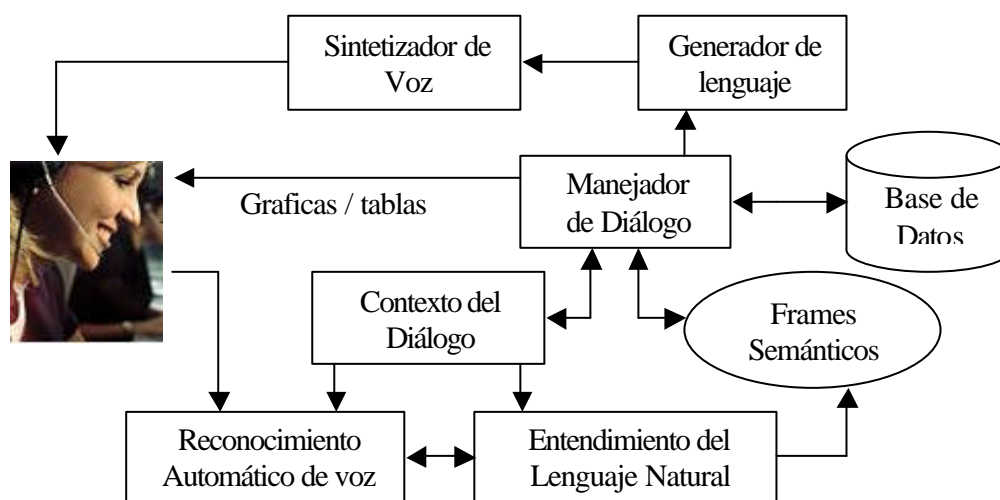 Sintetizador de
Voz
Generador de
lenguaje
Graficas / tablas
Manejador
de Diálogo
Base de
Datos
Contexto del
Diálogo
Frames
Semánticos
Reconocimiento
Automático de voz
Entendimiento del
Lenguaje Natural